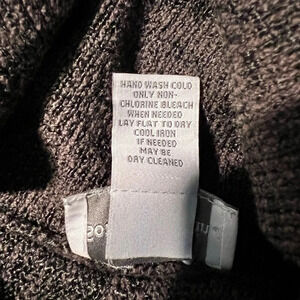 HAND WASH COLD
ONLY NON-
CHLORINE BLEACH
WHEN NEEDED
LAY FLAT TO DRY
COOL IRON
IF NEEDED
MAY BE
DRY CLEANED